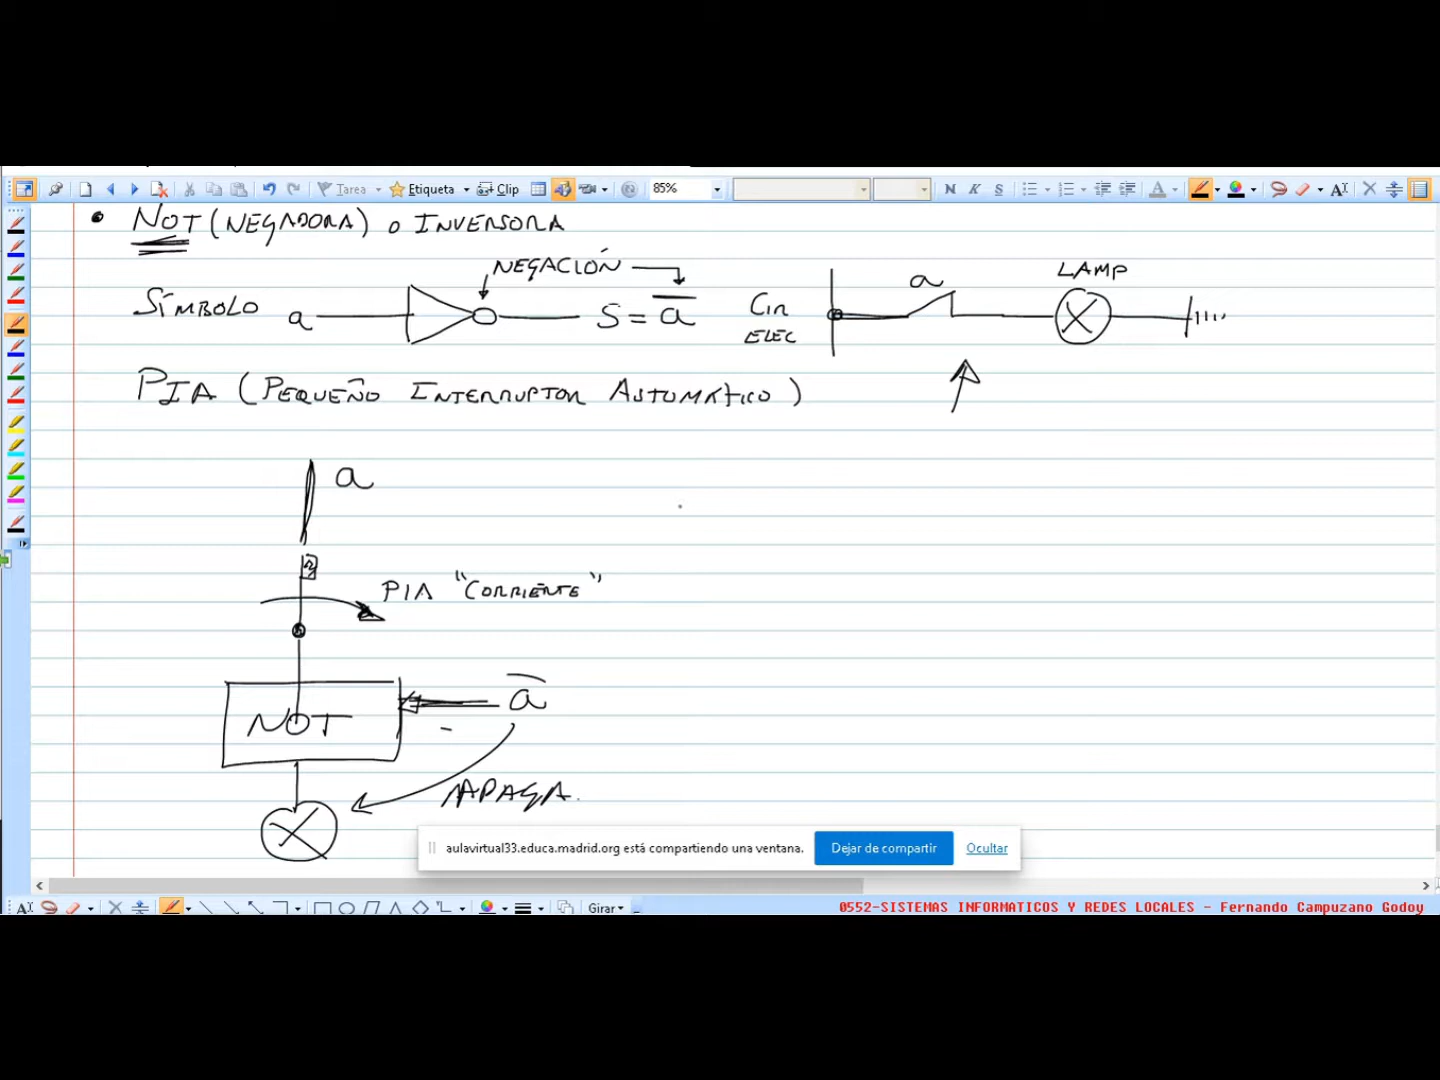 Tarea Etiqueta Clip 85% N K S A
• NOT (NEGADORA) o INVERSORA
NEGACIÓN
LAMP
SÍMBOLO a S = a̅ CIR a
ELEC
PIA (PEQUEÑO INTERRUPTOR AUTOMÁTICO)
a
PIA "CORRIENTE"
a̅
NOT
APAGA.
aulavirtual33.educa.madrid.org está compartiendo una ventana. Dejar de compartir Ocultar
Girar
0552-SISTEMAS INFORMATICOS Y REDES LOCALES - Fernando Campuzano Godoy